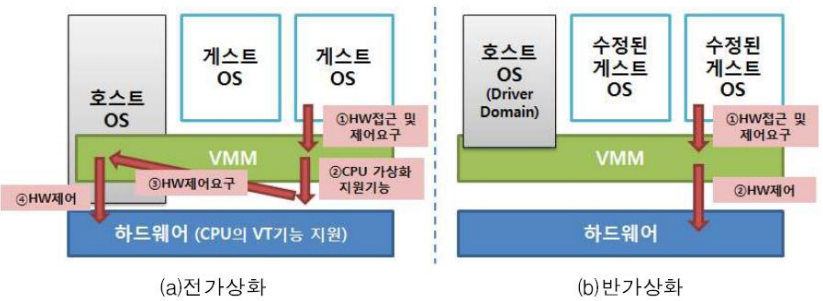 호스트
OS
게스트
OS
게스트
OS
①HW접근 및
제어요구
VMM
②CPU 가상화
지원기능
③HW제어요구
④HW제어
하드웨어 (CPU의 VT기능 지원)
(a)전가상화
호스트
OS
(Driver
Domain)
수정된
게스트
OS
수정된
게스트
OS
①HW접근 및
제어요구
VMM
②HW제어
하드웨어
(b)반가상화